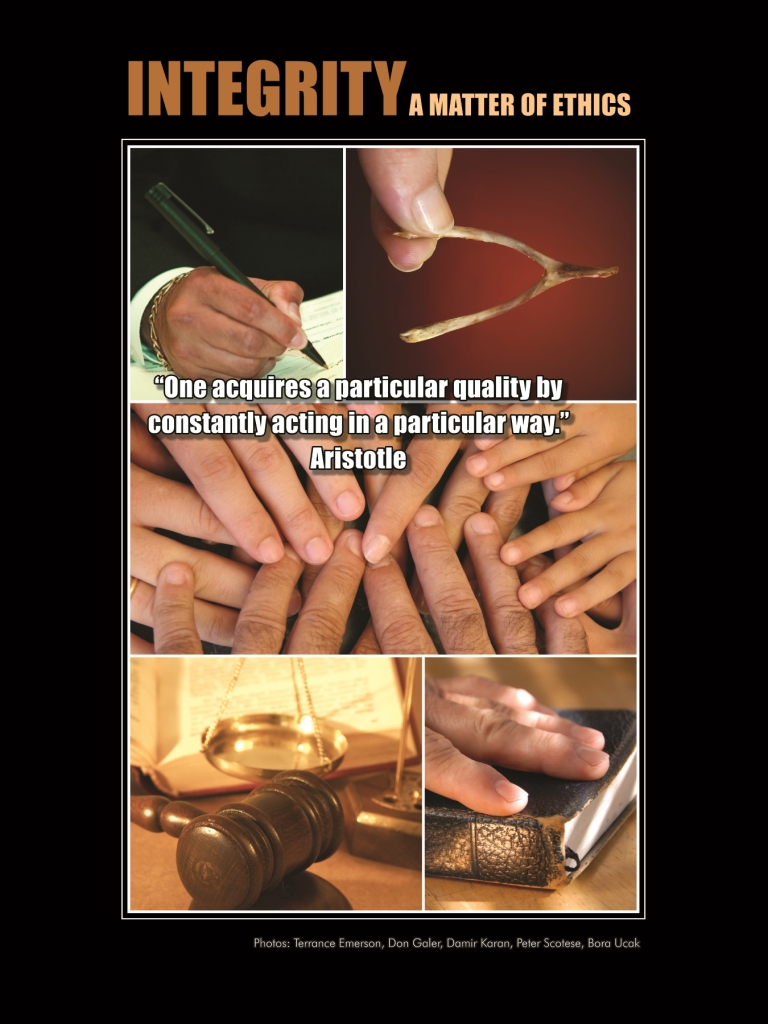 INTEGRITY A MATTER OF ETHICS
“One acquires a particular quality by
constantly acting in a particular way.”
Aristotle
Photos: Terrance Emerson, Don Galer, Damir Karan, Peter Scotese, Bora Ucak